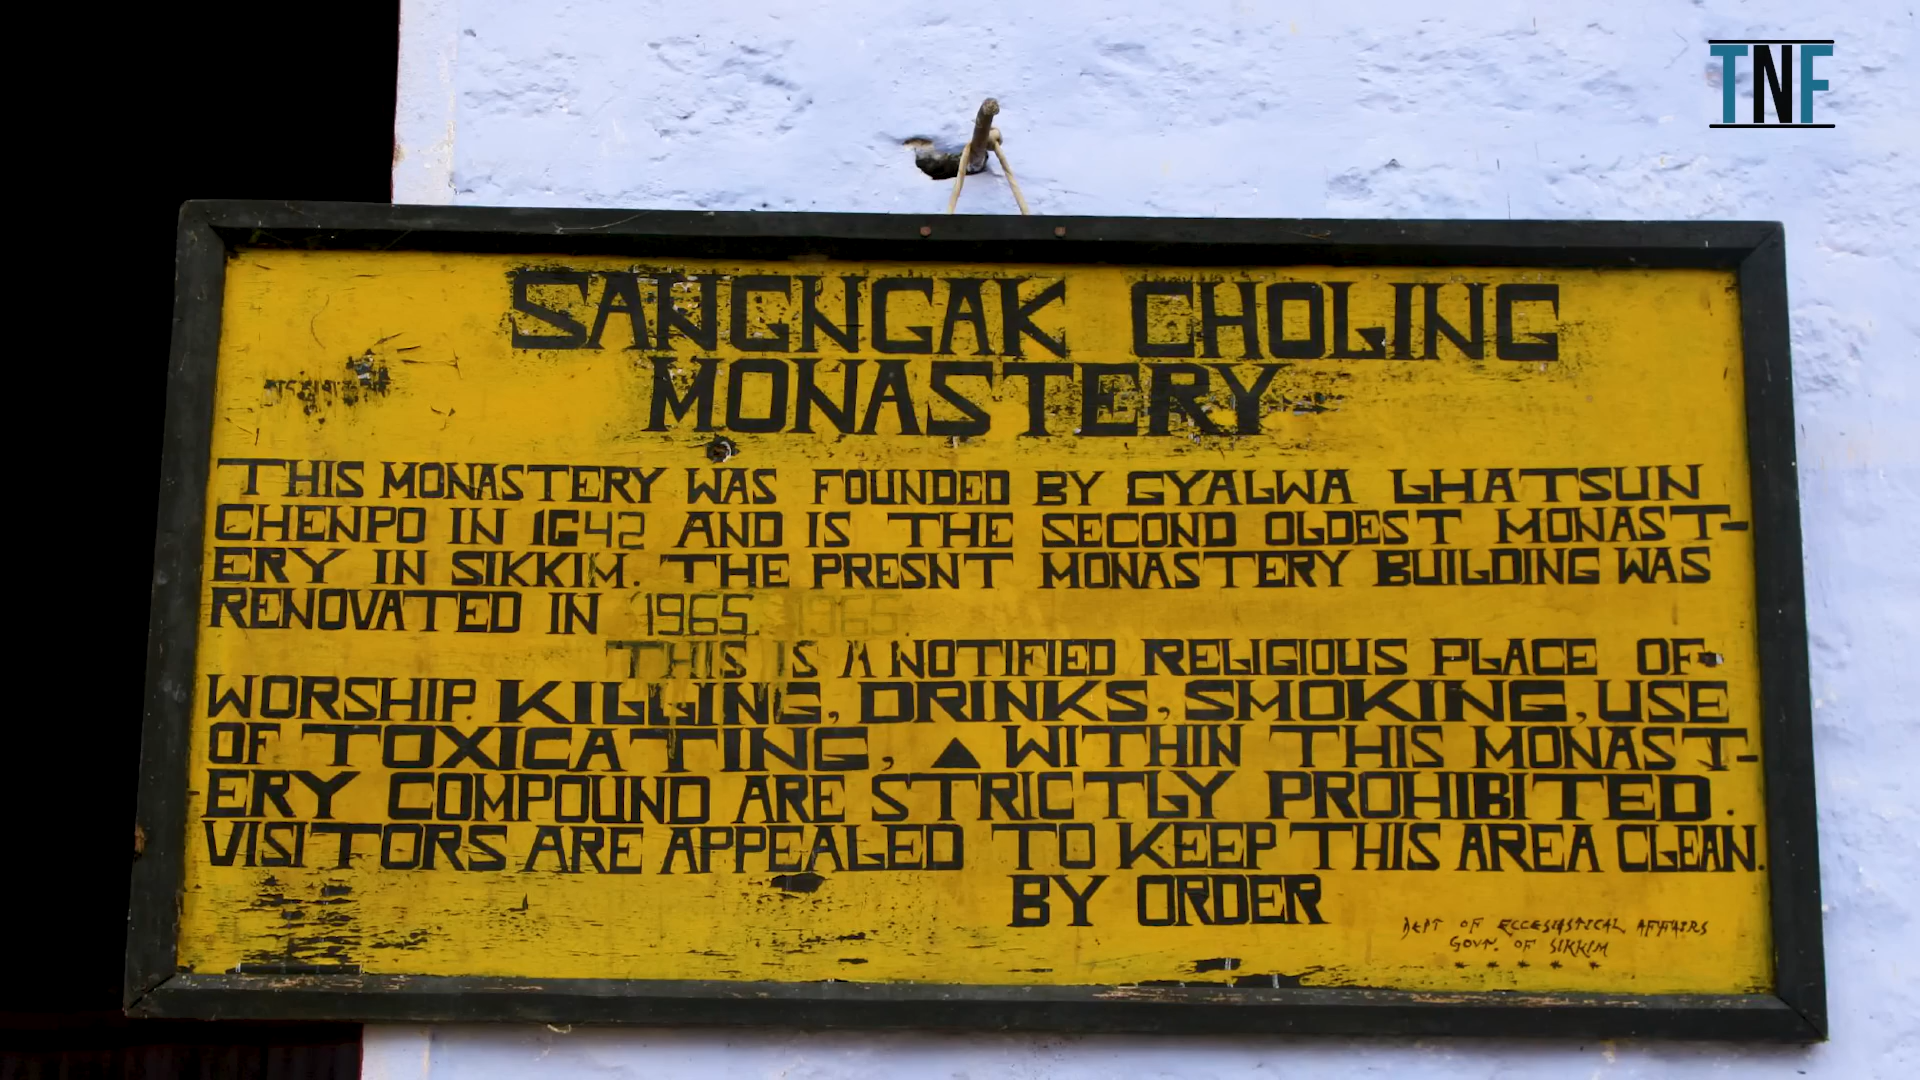 TNF
SANGNGAK CHOLING
MONASTERY
THIS MONASTERY WAS FOUNDED BY GYALWA LHATSUN
CHENPO IN 1642 AND IS THE SECOND OLDEST MONAST-
ERY IN SIKKIM. THE PRESNT MONASTERY BUILDING WAS
RENOVATED IN 1965. 1965.
THIS IS A NOTIFIED RELIGIOUS PLACE OF
WORSHIP. KILLING, DRINKS, SMOKING, USE
OF TOXICATTING, ▲ WITHIN THIS MONAST-
ERY COMPOUND ARE STRICTLY PROHIBITED.
VISITORS ARE APPEALED TO KEEP THIS AREA CLEAN.
BY ORDER
DEPT OF ECCESIASTICAL AFFAIRS
GOVT. OF SIKKIM